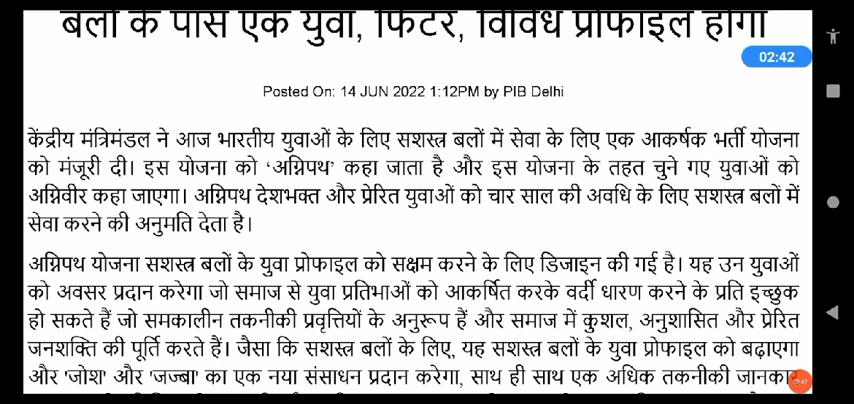 बलों के पास एक युवा, फिटर, विविध प्रोफाइल होगा
02:42
Posted On: 14 JUN 2022 1:12PM by PIB Delhi
केंद्रीय मंत्रिमंडल ने आज भारतीय युवाओं के लिए सशस्त्र बलों में सेवा के लिए एक आकर्षक भर्ती योजना
को मंजूरी दी। इस योजना को ‘अग्निपथ’ कहा जाता है और इस योजना के तहत चुने गए युवाओं को
अग्निवीर कहा जाएगा। अग्निपथ देशभक्त और प्रेरित युवाओं को चार साल की अवधि के लिए सशस्त्र बलों में
सेवा करने की अनुमति देता है।
अग्निपथ योजना सशस्त्र बलों के युवा प्रोफाइल को सक्षम करने के लिए डिजाइन की गई है। यह उन युवाओं
को अवसर प्रदान करेगा जो समाज से युवा प्रतिभाओं को आकर्षित करके वर्दी धारण करने के प्रति इच्छुक
हो सकते हैं जो समकालीन तकनीकी प्रवृत्तियों के अनुरूप हैं और समाज में कुशल, अनुशासित और प्रेरित
जनशक्ति की पूर्ति करते हैं। जैसा कि सशस्त्र बलों के लिए, यह सशस्त्र बलों के युवा प्रोफाइल को बढ़ाएगा
और 'जोश' और 'जज्बा' का एक नया संसाधन प्रदान करेगा, साथ ही साथ एक अधिक तकनीकी जानकार